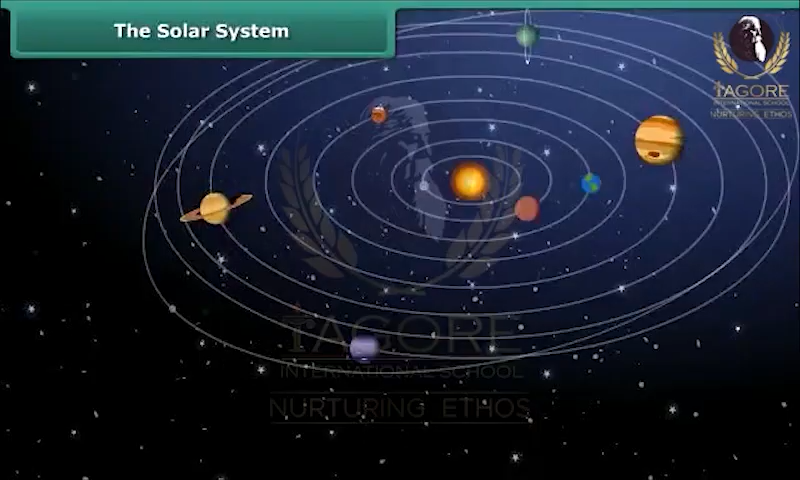 The Solar System
TAGORE
INTERNATIONAL SCHOOL
NURTURING ETHOS
TAGORE
INTERNATIONAL SCHOOL
NURTURING ETHOS